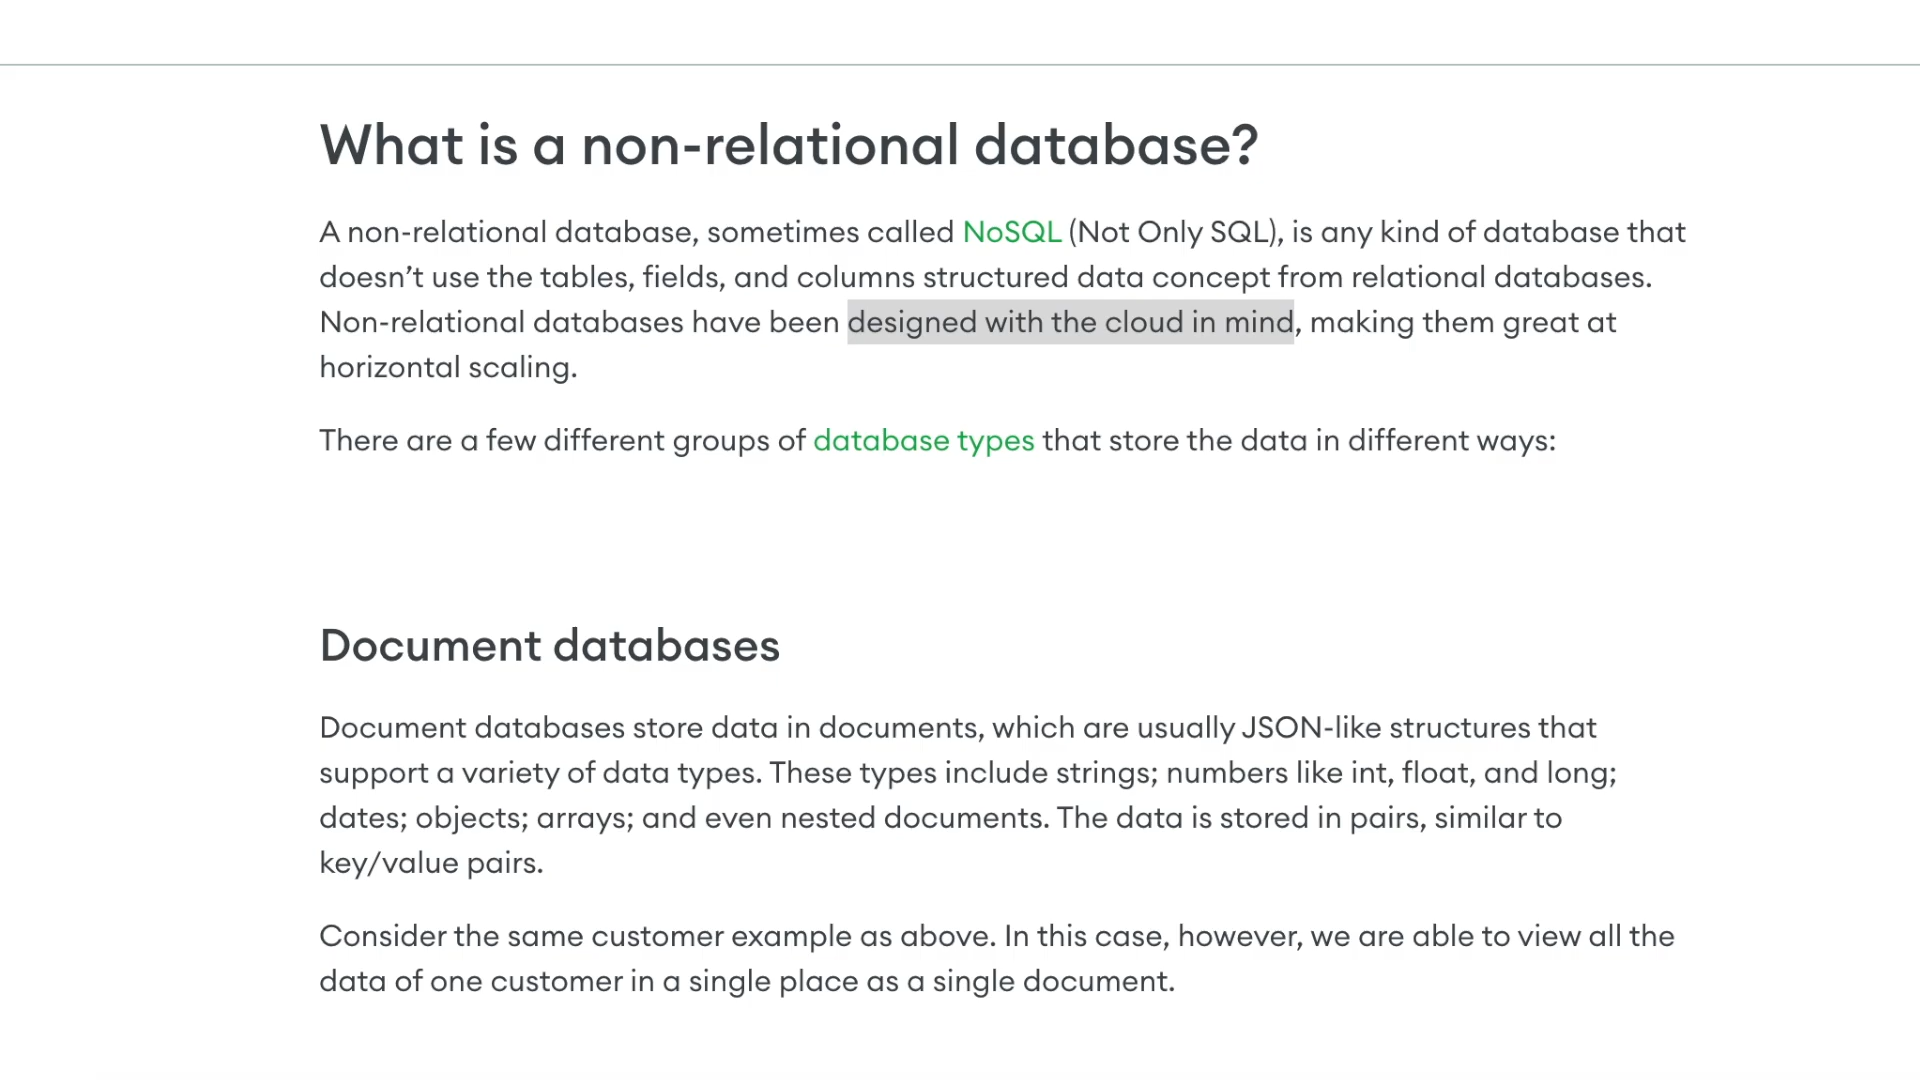 What is a non-relational database?
A non-relational database, sometimes called NoSQL (Not Only SQL), is any kind of database that
doesn’t use the tables, fields, and columns structured data concept from relational databases.
Non-relational databases have been designed with the cloud in mind, making them great at
horizontal scaling.
There are a few different groups of database types that store the data in different ways:
Document databases
Document databases store data in documents, which are usually JSON-like structures that
support a variety of data types. These types include strings; numbers like int, float, and long;
dates; objects; arrays; and even nested documents. The data is stored in pairs, similar to
key/value pairs.
Consider the same customer example as above. In this case, however, we are able to view all the
data of one customer in a single place as a single document.